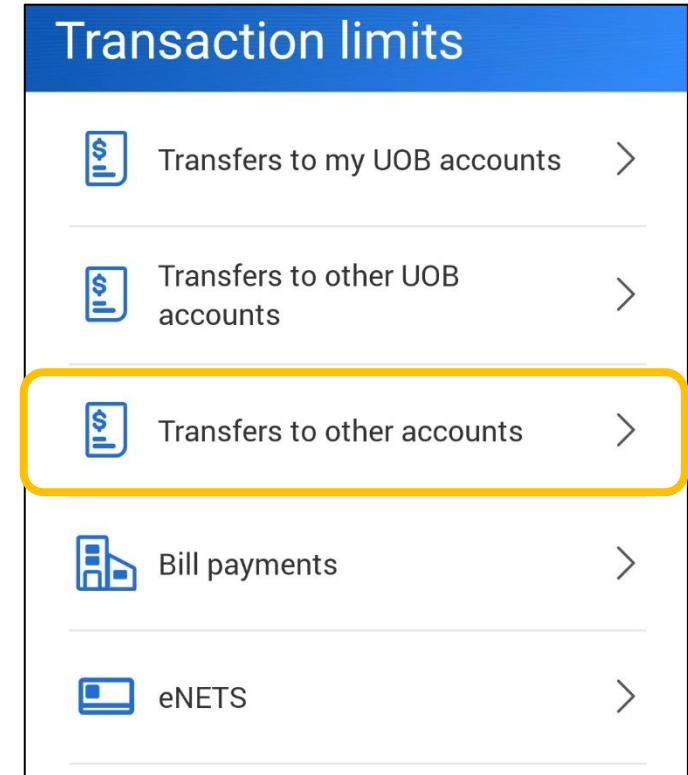 Transaction limits
Transfers to my UOB accounts
Transfers to other UOB
accounts
Transfers to other accounts
Bill payments
eNETS